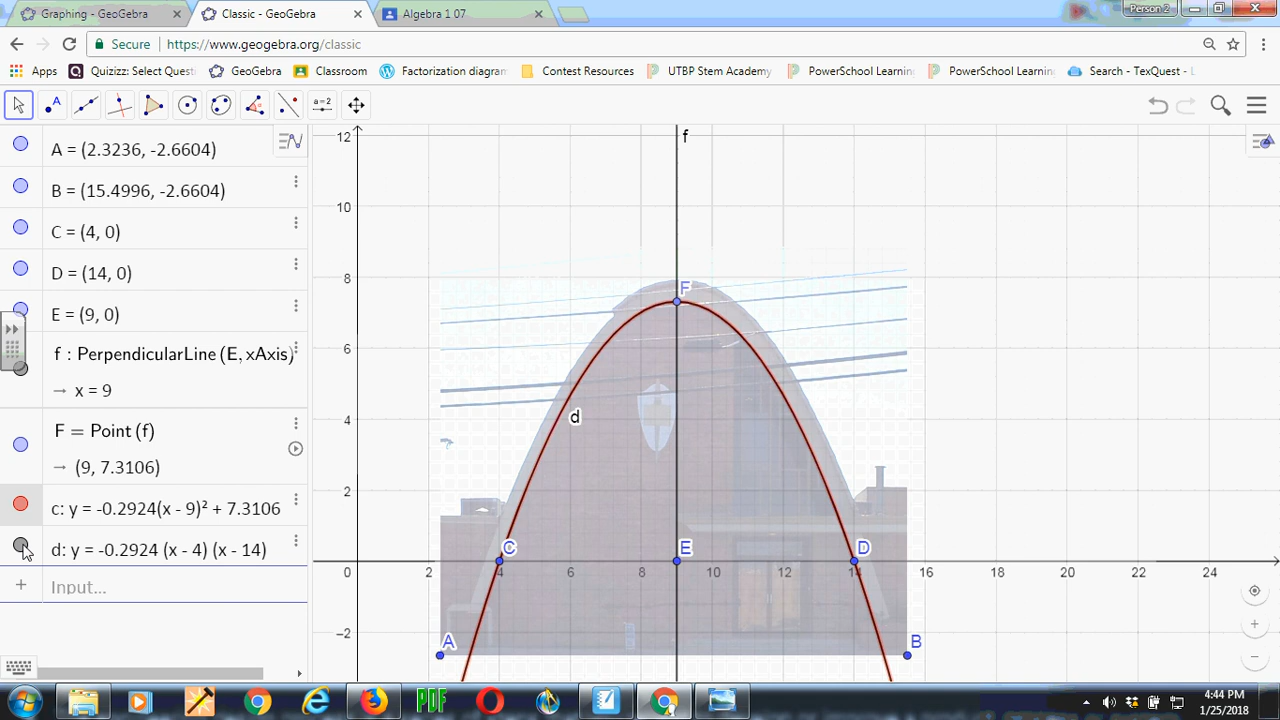 Graphing - GeoGebra
Classic - GeoGebra
Algebra 1 07
Person 2
Secure
https://www.geogebra.org/classic
Apps
Quizizz: Select Quest
GeoGebra
Classroom
Factorization diagram
Contest Resources
UTBP Stem Academy
PowerSchool Learnin
PowerSchool Learnin
Search - TexQuest - L
A
a=2
A = (2.3236, -2.6604)
B = (15.4996, -2.6604)
C = (4, 0)
D = (14, 0)
E = (9, 0)
f : PerpendicularLine (E, xAxis)
→ x = 9
F = Point (f)
→ (9, 7.3106)
c: y = -0.2924(x - 9)² + 7.3106
d: y = -0.2924 (x - 4) (x - 14)
+ Input...
12
10
8
6
4
2
0
-2
2 4 6 8 10 12 14 16 18 20 22 24
f
F
d
C
E
D
A
B
PDF
4:44 PM
1/25/2018